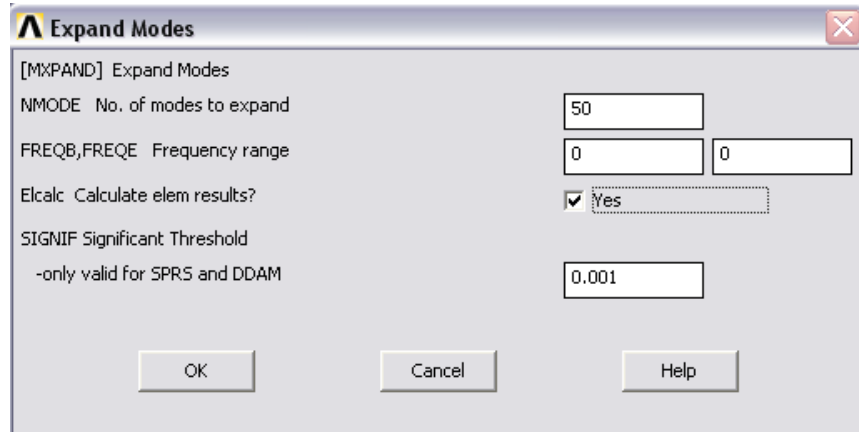 Expand Modes
[MXPAND] Expand Modes
NMODE No. of modes to expand 50
FREQB,FREQE Frequency range 0 0
Elcalc Calculate elem results? Yes
SIGNIF Significant Threshold
-only valid for SPRS and DDAM 0.001
OK Cancel Help